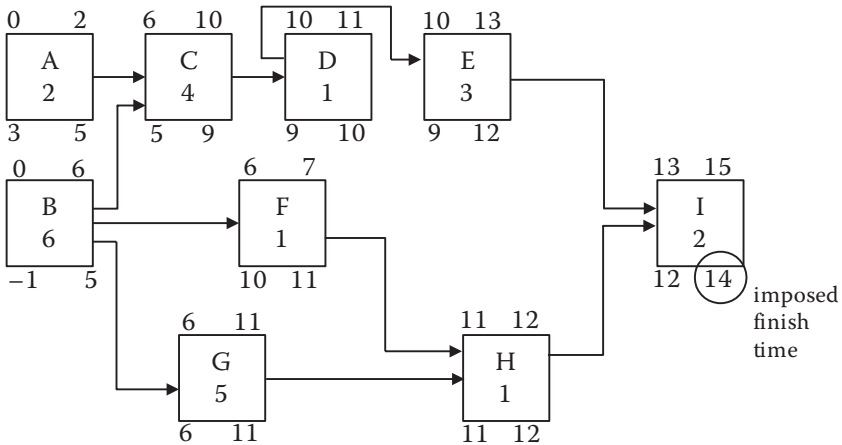 0 2 6 10 10 11 10 13
A C D E
2 4 1 3
3 5 5 9 9 10 9 12
0 6 6 7 13 15
B F I
6 1 2
−1 5 10 11 12 14
imposed
finish
time
6 11 11 12
G H
5 1
6 11 11 12